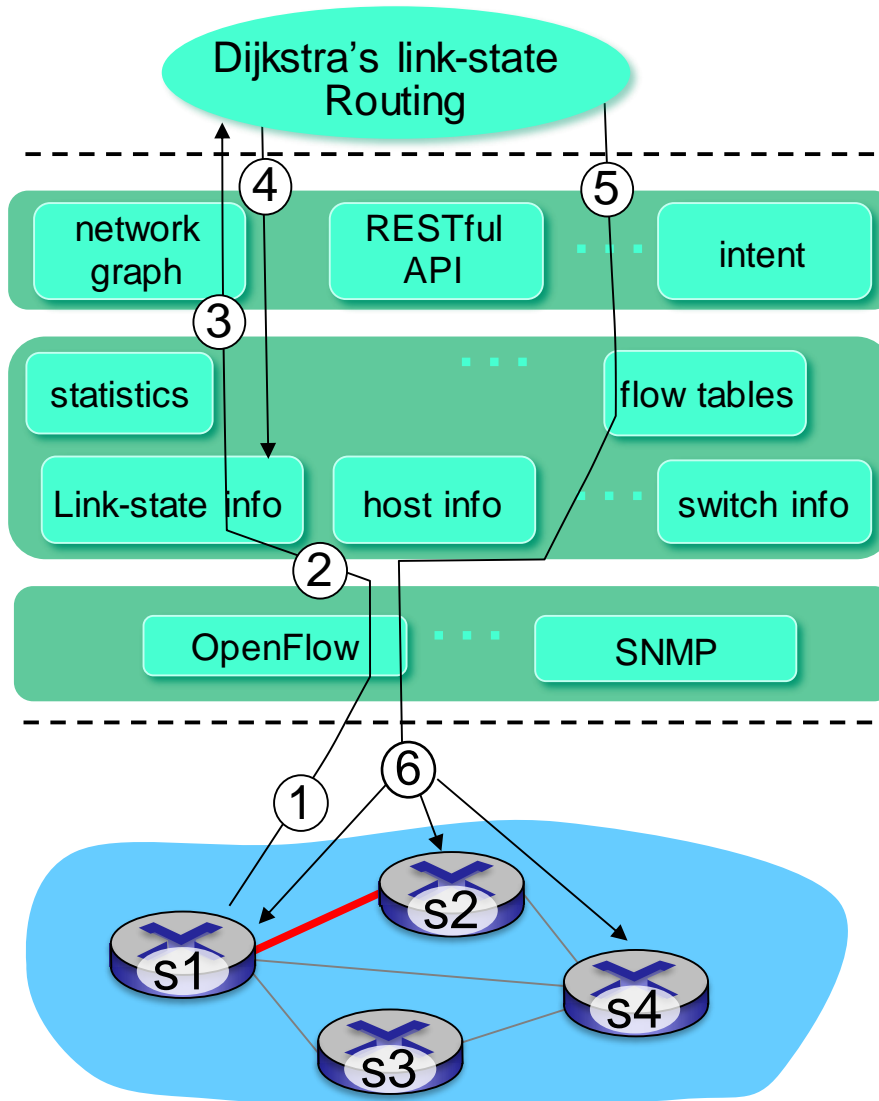 Dijkstra’s link-state
Routing
4
5
network
graph
RESTful
API
. . .
intent
3
statistics
. . .
flow tables
Link-state info
host info
. . .
switch info
2
OpenFlow
. . .
SNMP
1
6
s2
s1
s4
s3